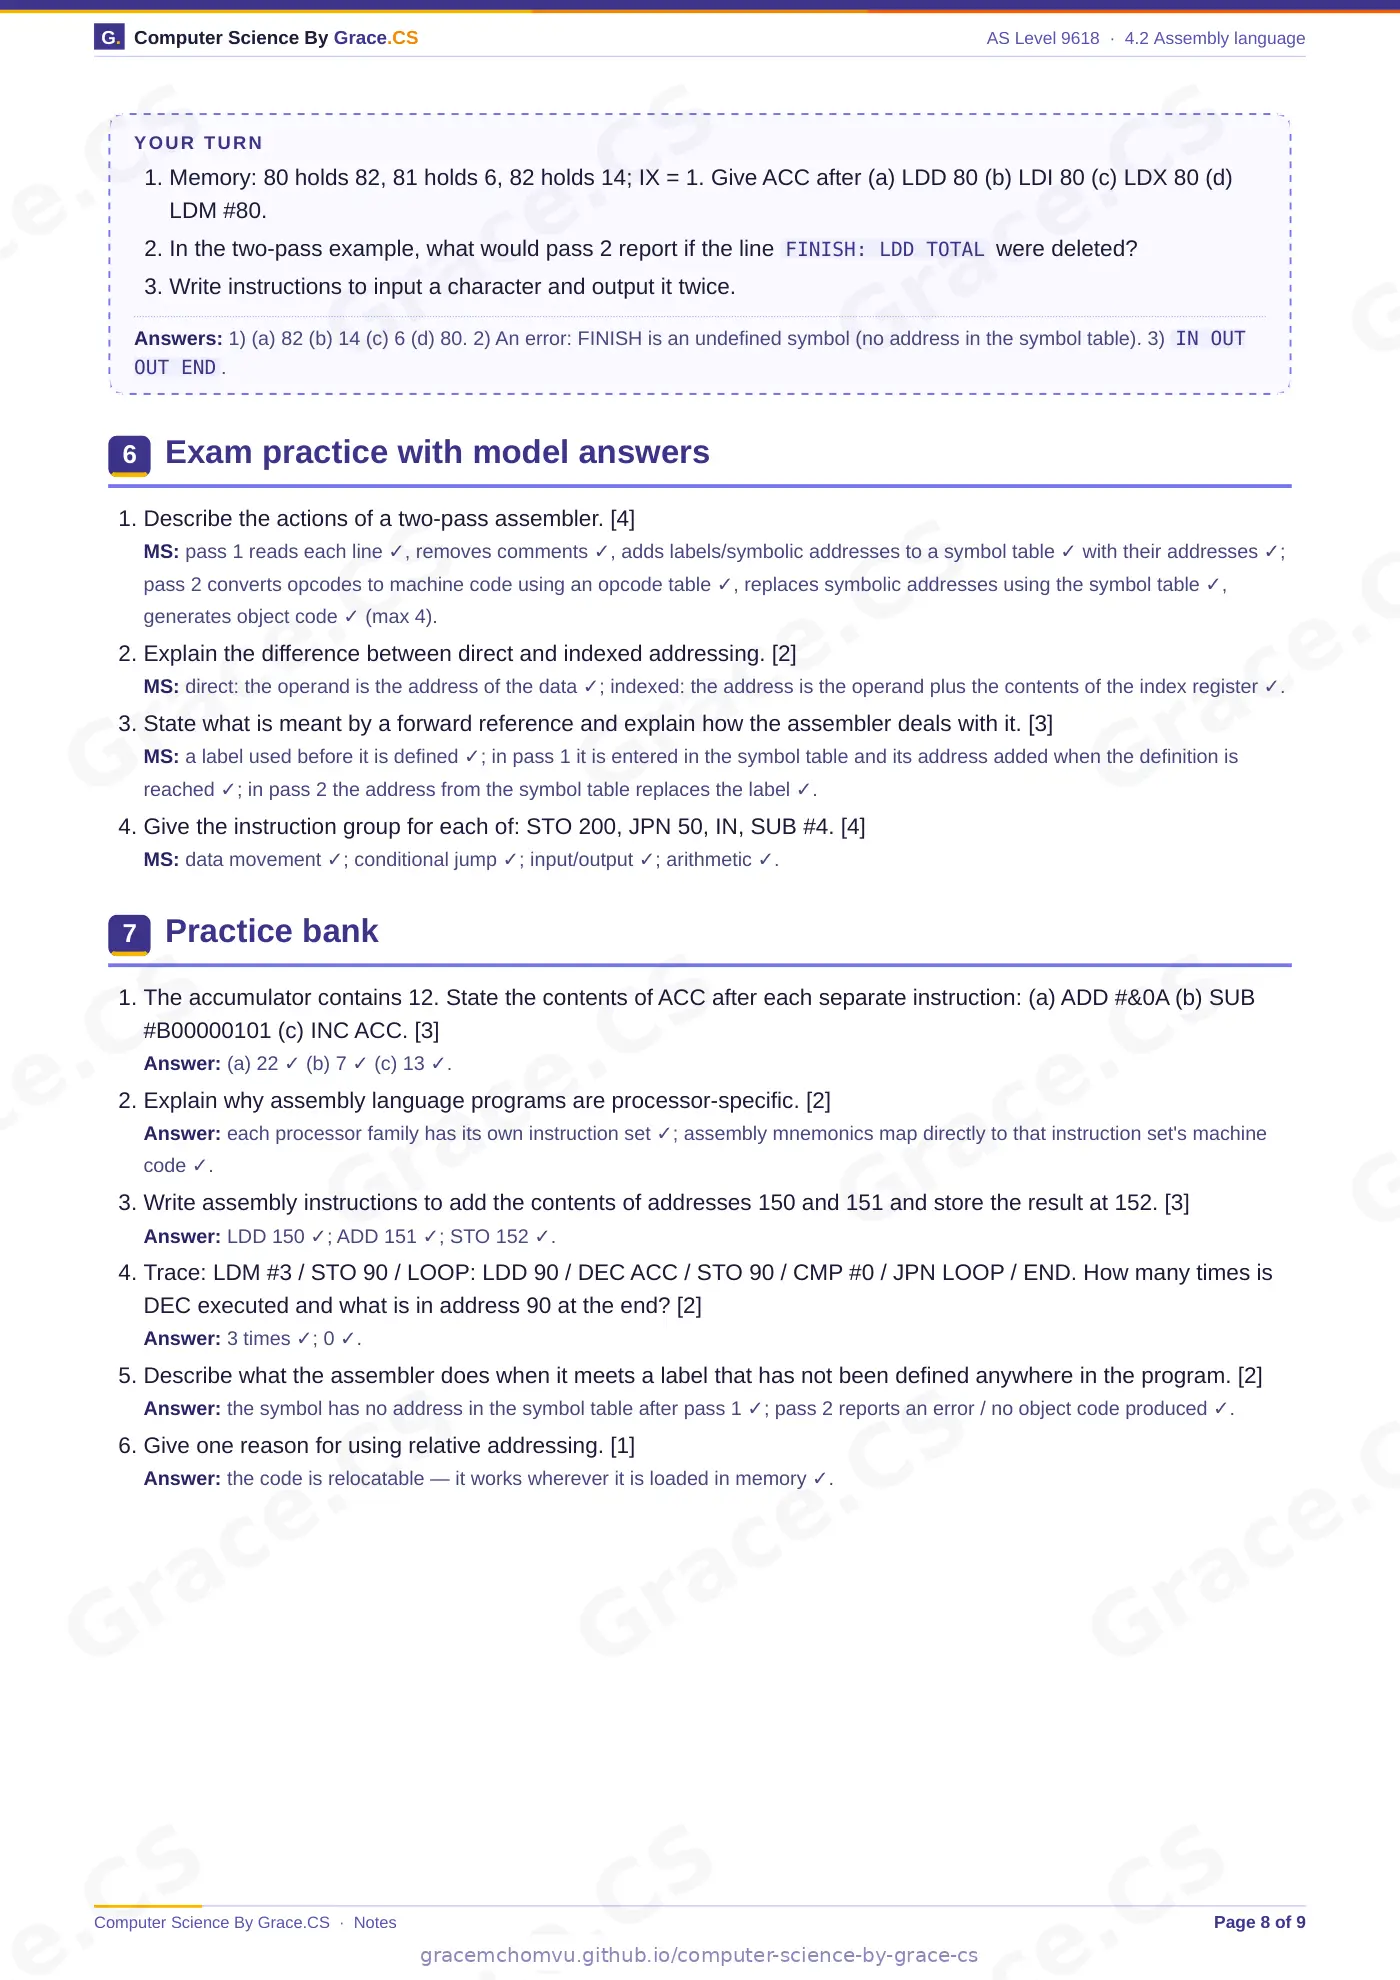 G. Computer Science By Grace.CS
AS Level 9618 · 4.2 Assembly language
YOUR TURN
1. Memory: 80 holds 82, 81 holds 6, 82 holds 14; IX = 1. Give ACC after (a) LDD 80 (b) LDI 80 (c) LDX 80 (d)
LDM #80.
2. In the two-pass example, what would pass 2 report if the line FINISH: LDD TOTAL were deleted?
3. Write instructions to input a character and output it twice.
Answers: 1) (a) 82 (b) 14 (c) 6 (d) 80. 2) An error: FINISH is an undefined symbol (no address in the symbol table). 3) IN OUT
OUT END.
6 Exam practice with model answers
1. Describe the actions of a two-pass assembler. [4]
MS: pass 1 reads each line ✓, removes comments ✓, adds labels/symbolic addresses to a symbol table ✓ with their addresses ✓;
pass 2 converts opcodes to machine code using an opcode table ✓, replaces symbolic addresses using the symbol table ✓,
generates object code ✓ (max 4).
2. Explain the difference between direct and indexed addressing. [2]
MS: direct: the operand is the address of the data ✓; indexed: the address is the operand plus the contents of the index register ✓.
3. State what is meant by a forward reference and explain how the assembler deals with it. [3]
MS: a label used before it is defined ✓; in pass 1 it is entered in the symbol table and its address added when the definition is
reached ✓; in pass 2 the address from the symbol table replaces the label ✓.
4. Give the instruction group for each of: STO 200, JPN 50, IN, SUB #4. [4]
MS: data movement ✓; conditional jump ✓; input/output ✓; arithmetic ✓.
7 Practice bank
1. The accumulator contains 12. State the contents of ACC after each separate instruction: (a) ADD #&0A (b) SUB
#B00000101 (c) INC ACC. [3]
Answer: (a) 22 ✓ (b) 7 ✓ (c) 13 ✓.
2. Explain why assembly language programs are processor-specific. [2]
Answer: each processor family has its own instruction set ✓; assembly mnemonics map directly to that instruction set's machine
code ✓.
3. Write assembly instructions to add the contents of addresses 150 and 151 and store the result at 152. [3]
Answer: LDD 150 ✓; ADD 151 ✓; STO 152 ✓.
4. Trace: LDM #3 / STO 90 / LOOP: LDD 90 / DEC ACC / STO 90 / CMP #0 / JPN LOOP / END. How many times is
DEC executed and what is in address 90 at the end? [2]
Answer: 3 times ✓; 0 ✓.
5. Describe what the assembler does when it meets a label that has not been defined anywhere in the program. [2]
Answer: the symbol has no address in the symbol table after pass 1 ✓; pass 2 reports an error / no object code produced ✓.
6. Give one reason for using relative addressing. [1]
Answer: the code is relocatable — it works wherever it is loaded in memory ✓.
Computer Science By Grace.CS · Notes
Page 8 of 9
gracemchomvu.github.io/computer-science-by-grace-cs